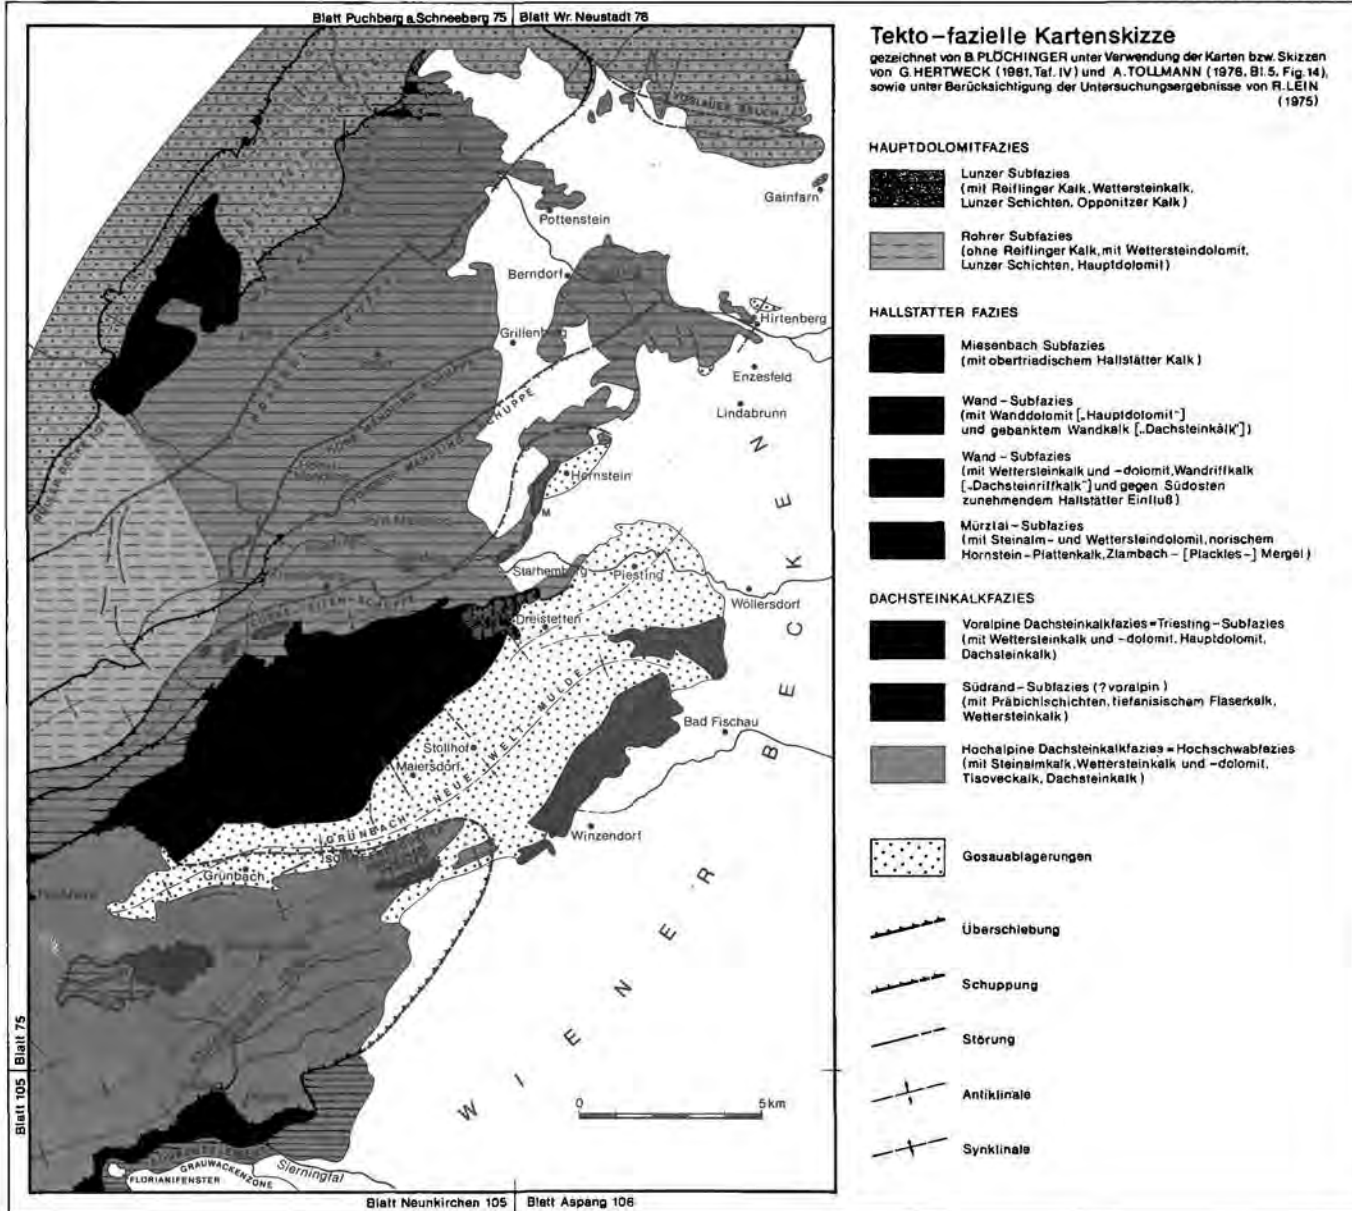 Blatt Puchberg a.Schneeberg 75
Blatt Wr. Neustadt 76
Tekto-fazielle Kartenskizze
gezeichnet von B.PLÖCHINGER unter Verwendung der Karten bzw. Skizzen
von G.HERTWECK (1961, Taf. IV) und A.TOLLMANN (1976, Bl.5, Fig.14),
sowie unter Berücksichtigung der Untersuchungsergebnisse von R.LEIN
(1975)
HAUPTDOLOMITFAZIES
Lunzer Subfazies
(mit Reiflinger Kalk, Wettersteinkalk,
Lunzer Schichten, Opponitzer Kalk)
Rohrer Subfazies
(ohne Reiflinger Kalk, mit Wettersteindolomit,
Lunzer Schichten, Hauptdolomit)
HALLSTÄTTER FAZIES
Miesenbach Subfazies
(mit obertriadischem Hallstätter Kalk)
Wand-Subfazies
(mit Wanddolomit [„Hauptdolomit"]
und gebanktem Wandkalk [„Dachsteinkalk"])
Wand-Subfazies
(mit Wettersteinkalk und -dolomit, Wandriffkalk
[„Dachsteinriffkalk"] und gegen Südosten
zunehmendem Hallstätter Einfluß)
Mürztal-Subfazies
(mit Steinalm- und Wettersteindolomit, norischem
Hornstein-Plattenkalk, Zlambach-[Plackles-] Mergel)
DACHSTEINKALKFAZIES
Voralpine Dachsteinkalkfazies=Triesting-Subfazies
(mit Wettersteinkalk und -dolomit, Hauptdolomit,
Dachsteinkalk)
Südrand-Subfazies (? voralpin)
(mit Präbichlschichten, tiefanisischem Flaserkalk,
Wettersteinkalk)
Hochalpine Dachsteinkalkfazies = Hochschwabfazies
(mit Steinalmkalk, Wettersteinkalk und -dolomit,
Tisoveckalk, Dachsteinkalk)
Gosauablagerungen
Überschiebung
Schuppung
Störung
Antiklinale
Synklinale
VORLAUER BRUCH
Gainfarn
Pottenstein
Berndorf
Hirtenberg
Grillenberg
Enzesfeld
Lindabrunn
Hernstein
M
Starhemberg
Piesting
Wöllersdorf
Dreistetten
Bad Fischau
Stollhof
Maiersdorf
GRÜNBACH - NEUE WELT - MULDE
Winzendorf
Grünbach
WIENER BECKEN
0 5km
Sierningtal
GRAUWACKENZONE
FLORIANIFENSTER
Blatt 75
Blatt 105
Blatt Neunkirchen 105
Blatt Aspang 106